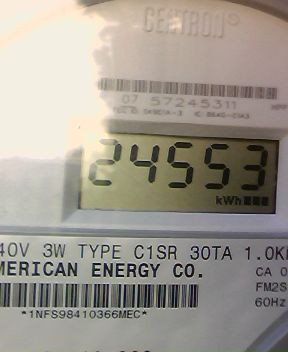 CENTRON®
07 57245311
24553
kWh
40V 3W TYPE C1SR 30TA 1.0K
MERICAN ENERGY CO.
CA 0
FM2S
60Hz
*1NFS98410366MEC*